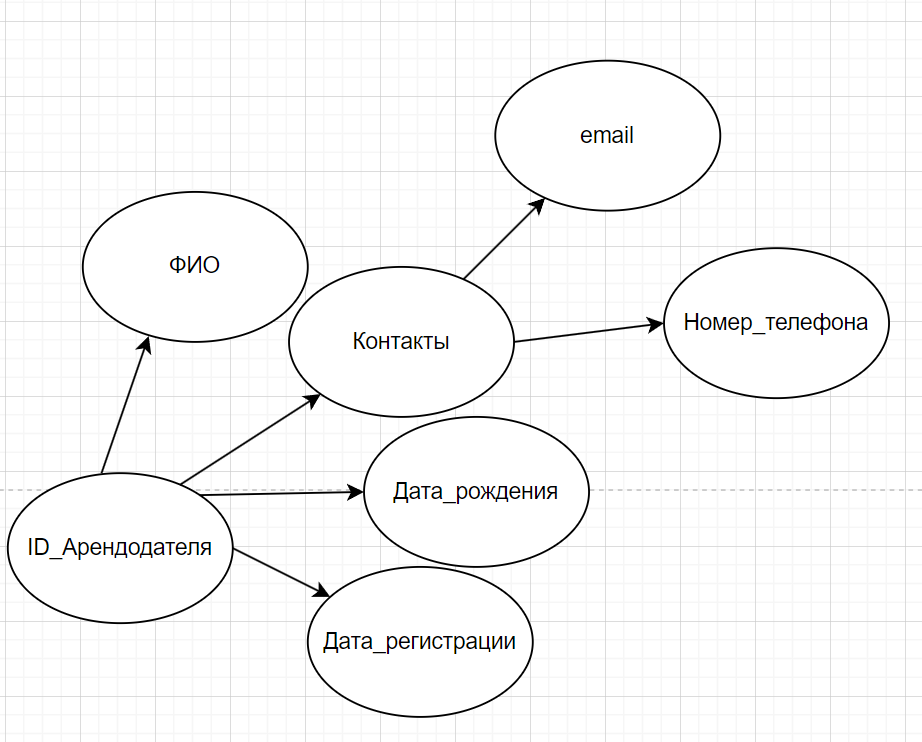 email
ФИО
Номер_телефона
Контакты
Дата_рождения
ID_Арендодателя
Дата_регистрации